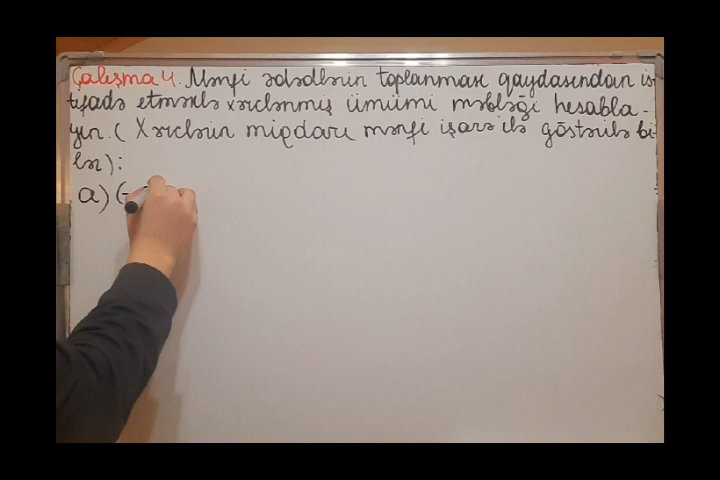 Çalışma 4. Mənfi ədədlərin toplanması qaydasından is-
tifadə etməklə xərclənmiş ümumi məbləği hesabla-
yın. (Xərclərin miqdarı mənfi işarə ilə göstərilə bi-
lər):
a) (-